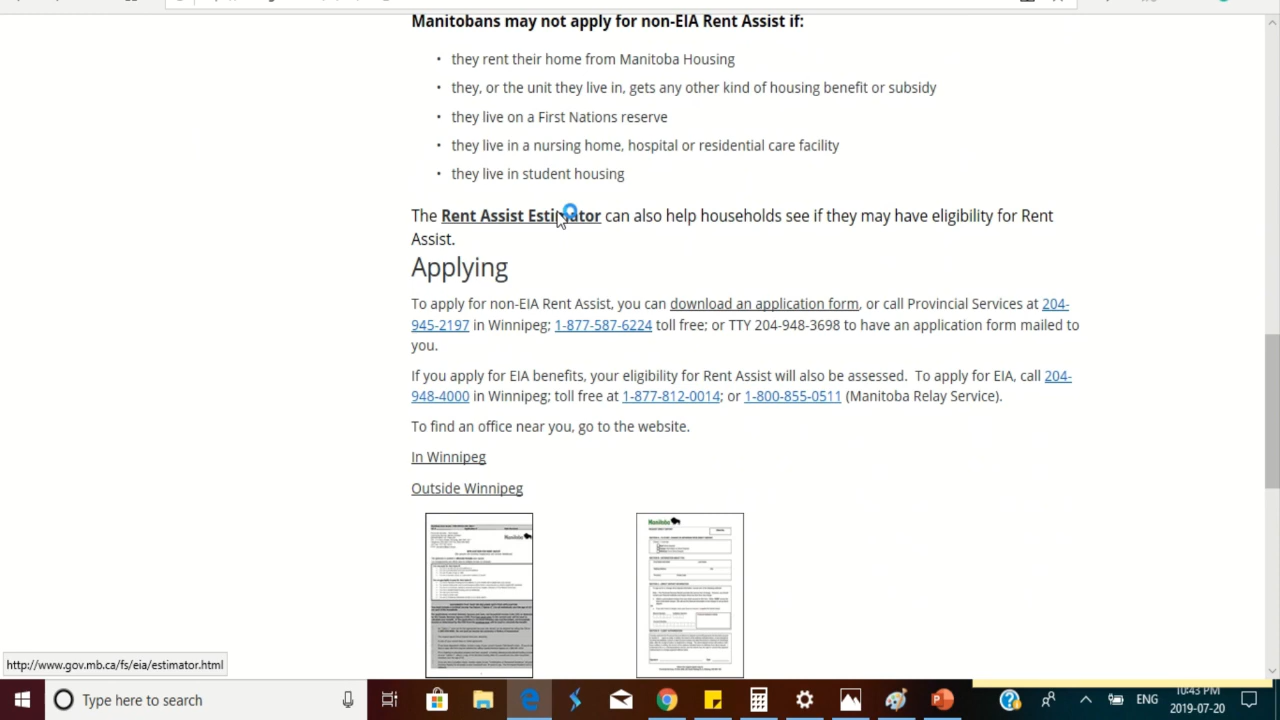 Manitobans may not apply for non-EIA Rent Assist if:
• they rent their home from Manitoba Housing
• they, or the unit they live in, gets any other kind of housing benefit or subsidy
• they live on a First Nations reserve
• they live in a nursing home, hospital or residential care facility
• they live in student housing
The Rent Assist Estimator can also help households see if they may have eligibility for Rent
Assist.
Applying
To apply for non-EIA Rent Assist, you can download an application form, or call Provincial Services at 204-
945-2197 in Winnipeg; 1-877-587-6224 toll free; or TTY 204-948-3698 to have an application form mailed to
you.
If you apply for EIA benefits, your eligibility for Rent Assist will also be assessed.  To apply for EIA, call 204-
948-4000 in Winnipeg; toll free at 1-877-812-0014; or 1-800-855-0511 (Manitoba Relay Service).
To find an office near you, go to the website.
In Winnipeg
Outside Winnipeg
Manitoba
Manitoba
http://www.gov.mb.ca/fs/eia/estimator.html
Type here to search
ENG
10:43 PM
2019-07-20